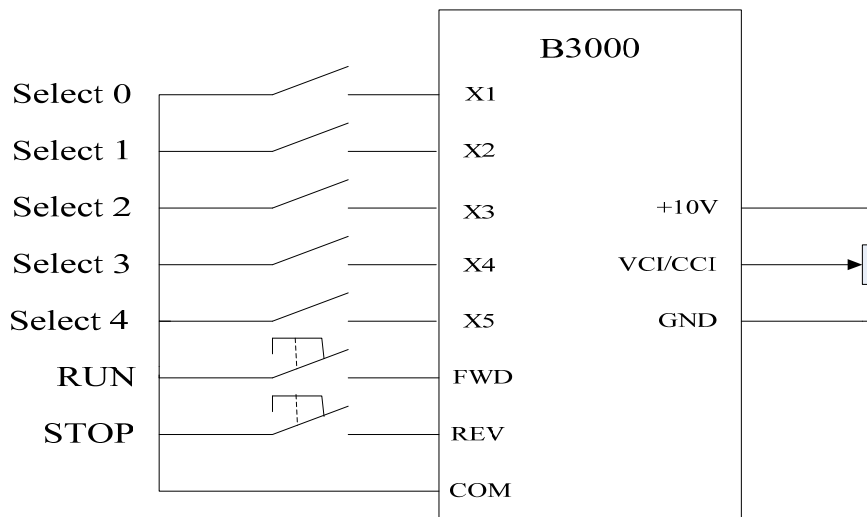 B3000
Select 0 X1
Select 1 X2
Select 2 X3 +10V
Select 3 X4 VCI/CCI
Select 4 X5 GND
RUN FWD
STOP REV
COM